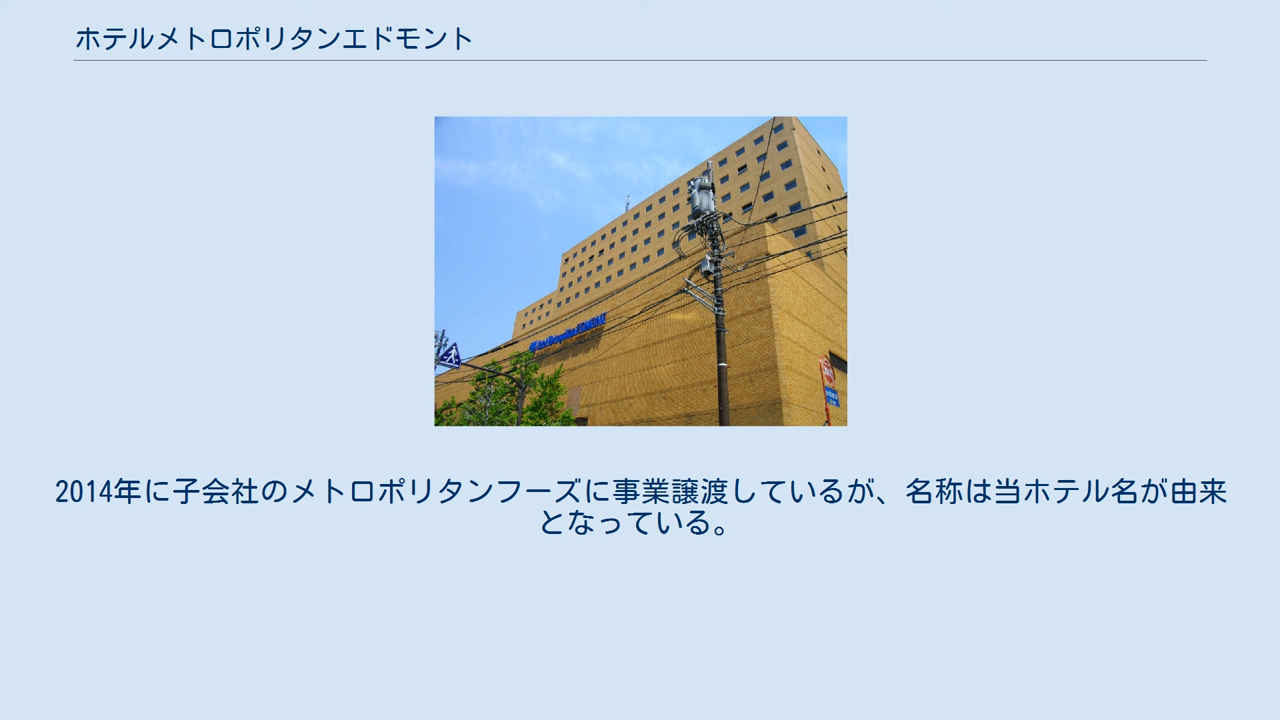 ホテルメトロポリタンエドモント
2014年に子会社のメトロポリタンフーズに事業譲渡しているが、名称は当ホテル名が由来
となっている。